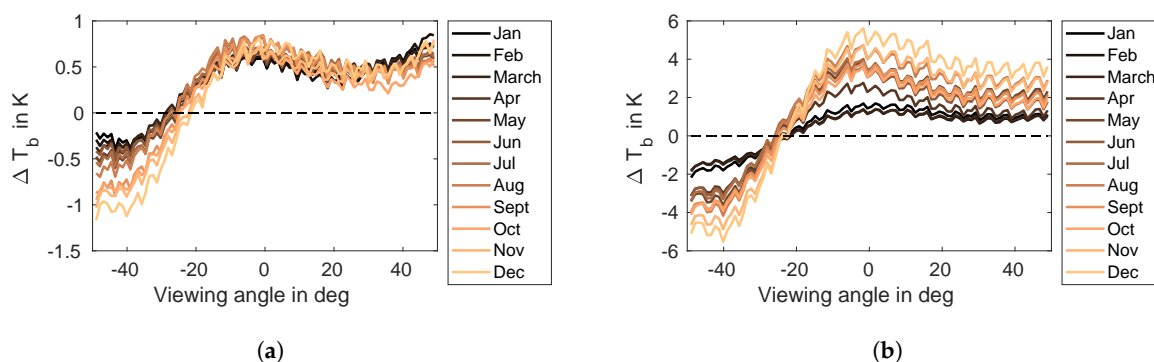 1
0.5
0
-0.5
-1
-1.5
Δ T_b in K
-40 -20 0 20 40
Viewing angle in deg
Jan
Feb
March
Apr
May
Jun
Jul
Aug
Sept
Oct
Nov
Dec
(a)
6
4
2
0
-2
-4
-6
Δ T_b in K
-40 -20 0 20 40
Viewing angle in deg
Jan
Feb
March
Apr
May
Jun
Jul
Aug
Sept
Oct
Nov
Dec
(b)